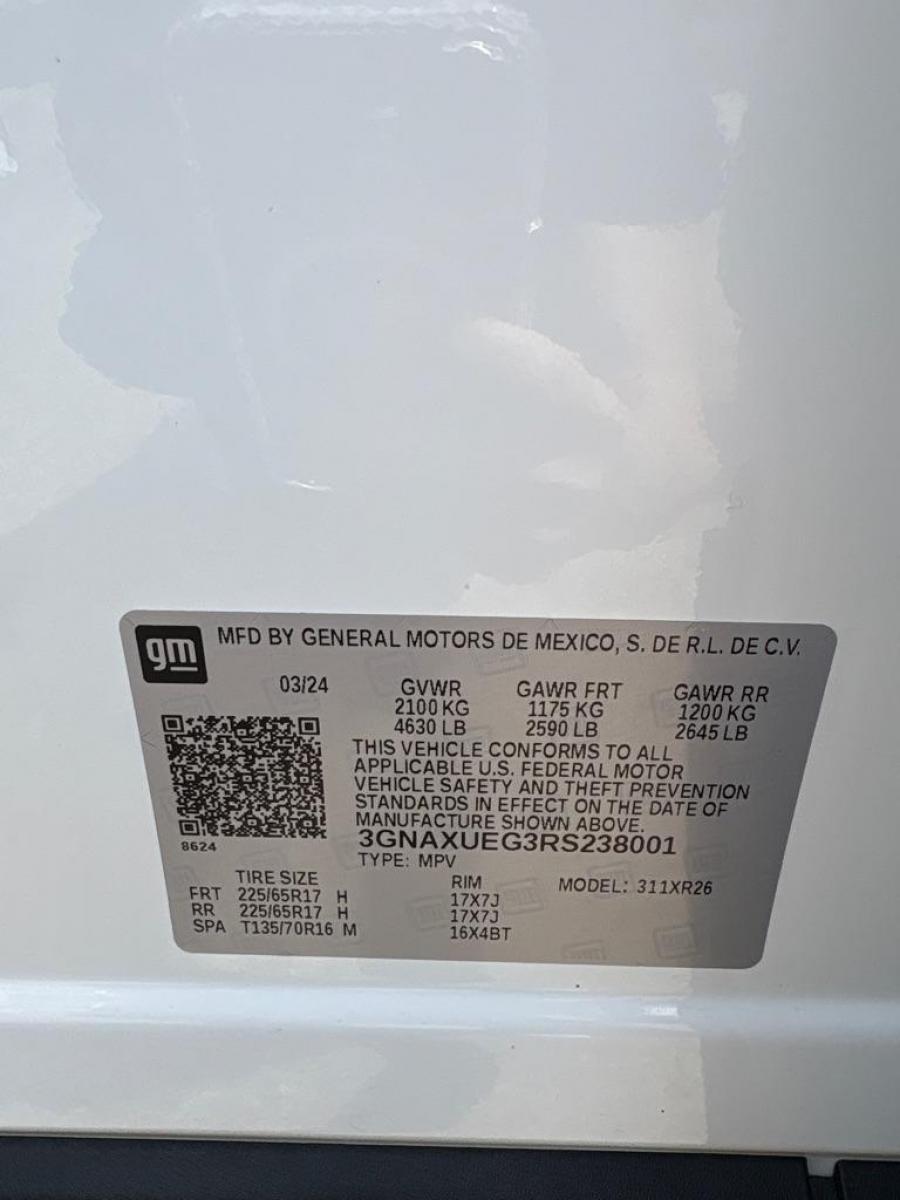 gm MFD BY GENERAL MOTORS DE MEXICO, S. DE R.L. DE C.V.
03/24 GVWR GAWR FRT GAWR RR
2100 KG 1175 KG 1200 KG
4630 LB 2590 LB 2645 LB
THIS VEHICLE CONFORMS TO ALL
APPLICABLE U.S. FEDERAL MOTOR
VEHICLE SAFETY AND THEFT PREVENTION
STANDARDS IN EFFECT ON THE DATE OF
MANUFACTURE SHOWN ABOVE.
8624 3GNAXUEG3RS238001
TYPE: MPV
TIRE SIZE RIM MODEL: 311XR26
FRT 225/65R17 H 17X7J
RR 225/65R17 H 17X7J
SPA T135/70R16 M 16X4BT